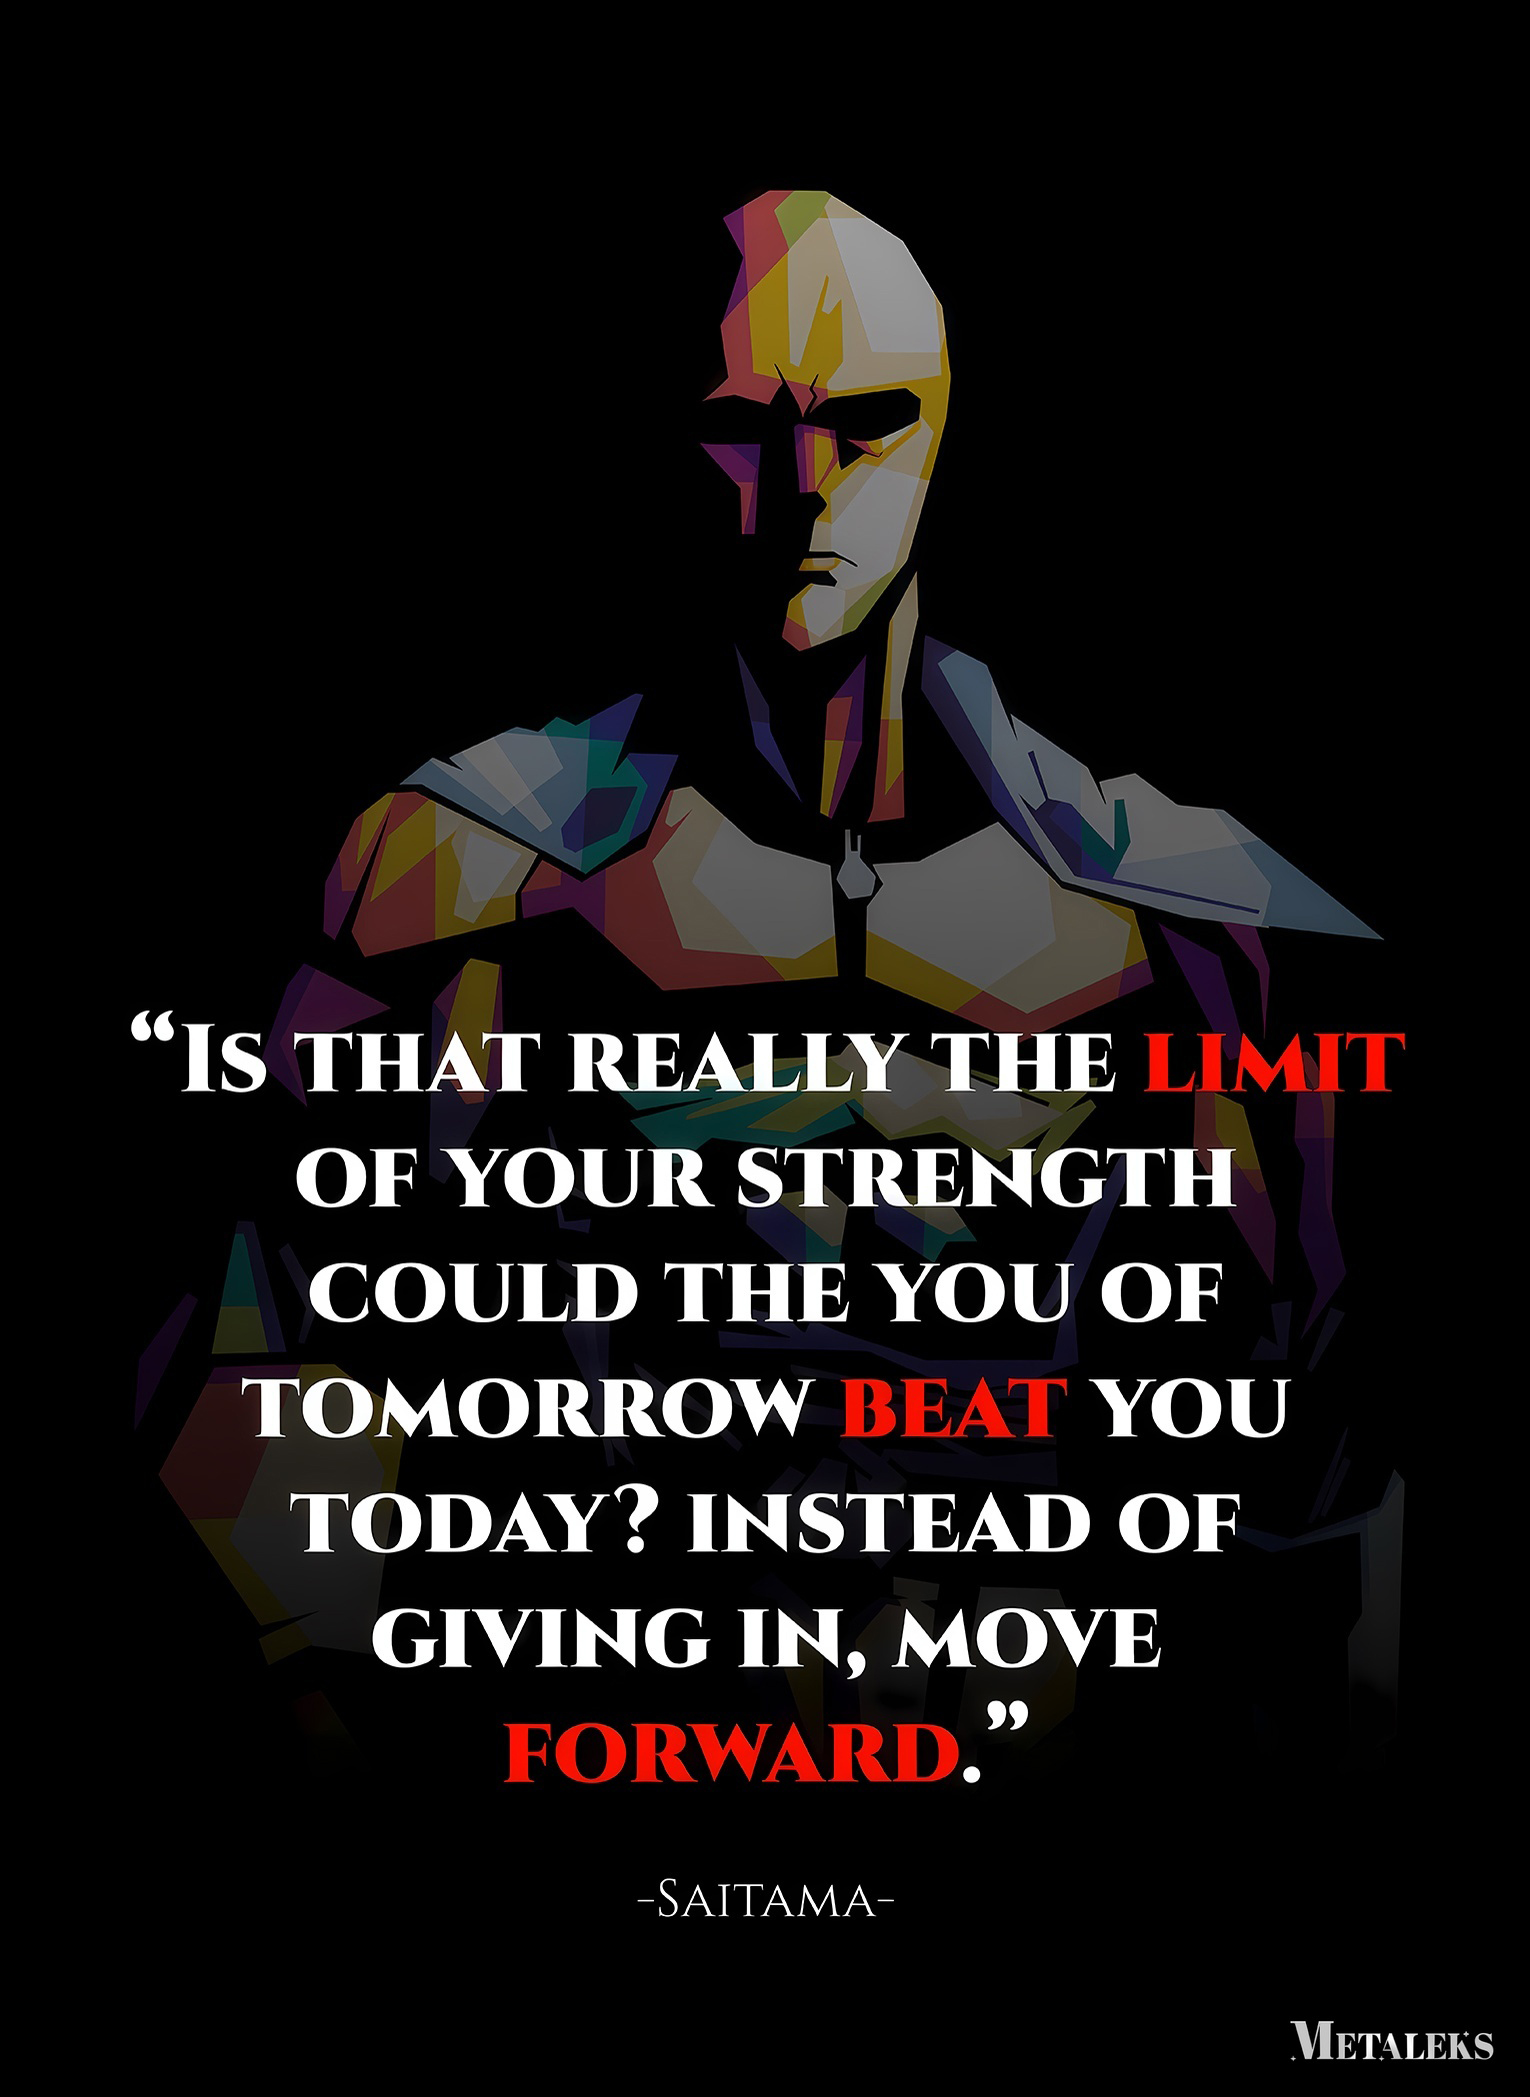 “Is that really the limit
of your strength
could the you of
tomorrow beat you
today? instead of
giving in, move
forward.”
-Saitama-
Metaleks